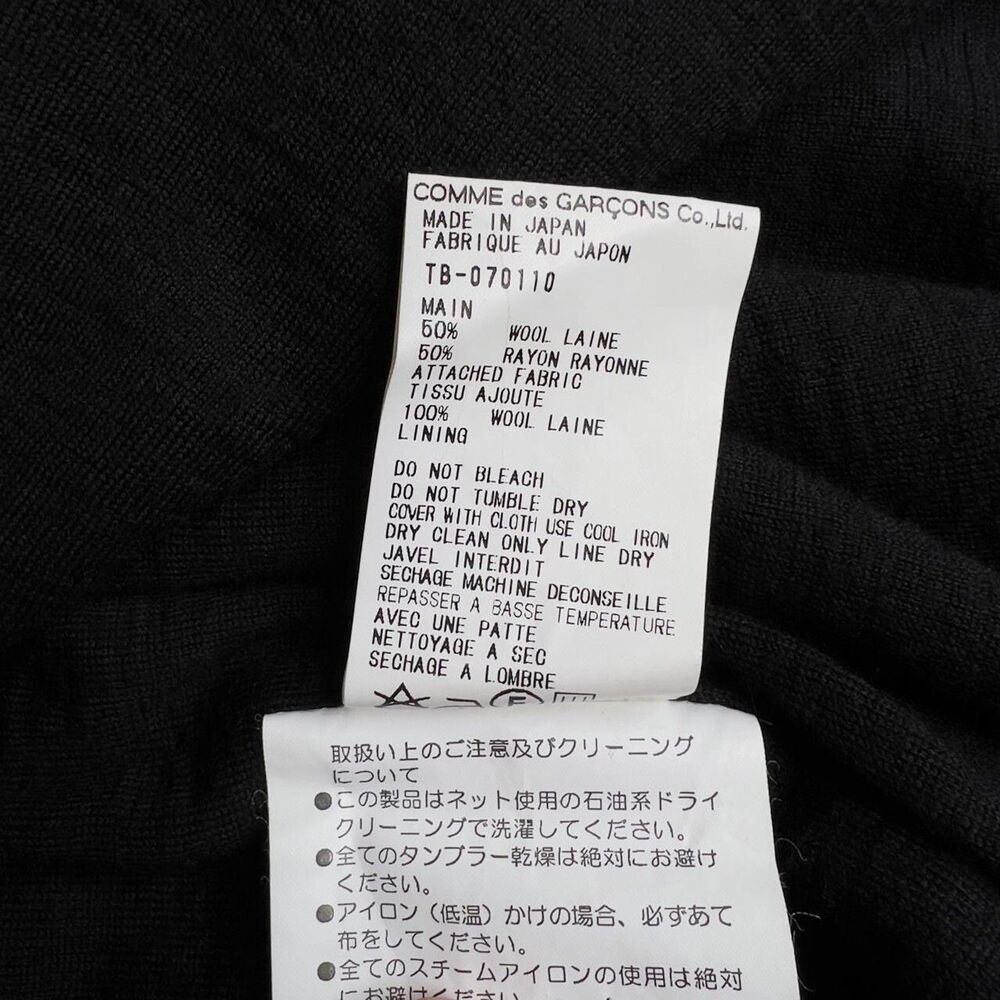 COMME des GARÇONS Co.,Ltd.
MADE IN JAPAN
FABRIQUE AU JAPON
TB-070110
MAIN
50% WOOL LAINE
50% RAYON RAYONNE
ATTACHED FABRIC
TISSU AJOUTE
100% WOOL LAINE
LINING
DO NOT BLEACH
DO NOT TUMBLE DRY
COVER WITH CLOTH USE COOL IRON
DRY CLEAN ONLY LINE DRY
JAVEL INTERDIT
SECHAGE MACHINE DECONSEILLE
REPASSER A BASSE TEMPERATURE
AVEC UNE PATTE
NETTOYAGE A SEC
SECHAGE A LOMBRE
F
取扱い上のご注意及びクリーニング
について
●この製品はネット使用の石油系ドライ
クリーニングで洗濯してください。
●全てのタンブラー乾燥は絶対にお避け
ください。
●アイロン（低温）かけの場合、必ずあて
布をしてください。
●全てのスチームアイロンの使用は絶対
にお避け